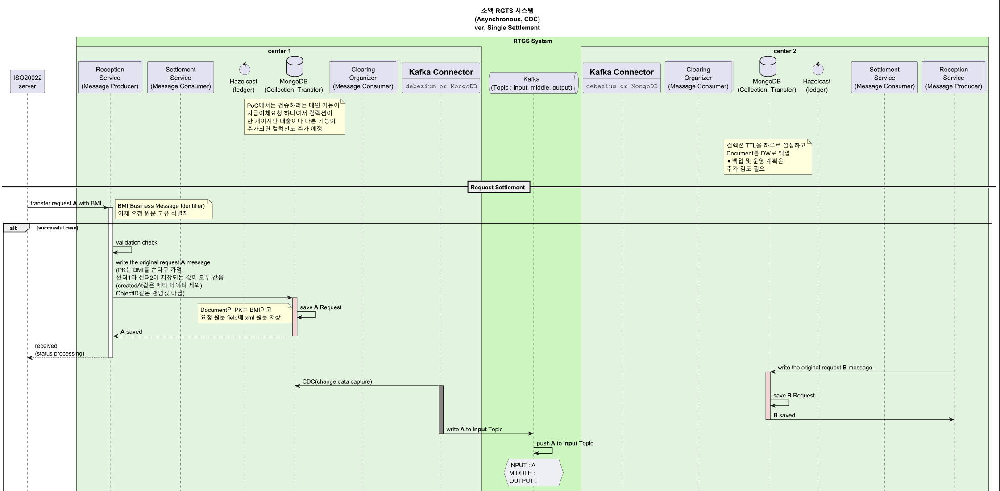 소액 RGTS 시스템
(Asynchronous, CDC)
ver. Single Settlement
RTGS System
center 1
center 2
ISO20022
server
Reception
Service
(Message Producer)
Settlement
Service
(Message Consumer)
Hazelcast
(ledger)
MongoDB
(Collection: Transfer)
Clearing
Organizer
(Message Consumer)
Kafka Connector
debezium or MongoDB
Kafka
(Topic : input, middle, output)
Kafka Connector
debezium or MongoDB
Clearing
Organizer
(Message Consumer)
MongoDB
(Collection: Transfer)
Hazelcast
(ledger)
Settlement
Service
(Message Consumer)
Reception
Service
(Message Producer)
PoC에서는 검증하려는 메인 기능이
자금이체요청 하나여서 컬렉션이
한 개이지만 대출이나 다른 기능이
추가되면 컬렉션도 추가 예정
컬렉션 TTL을 하루로 설정하고
Document를 DW로 백업
• 백업 및 운영 계획은
추가 검토 필요
Request Settlement
transfer request A with BMI
BMI(Business Message Identifier)
이체 요청 원문 고유 식별자
alt
[successful case]
validation check
write the original request A message
(PK는 BMI를 쓴다구 가정.
센터1과 센터2에 저장되는 값이 모두 같음
(createdAt같은 메타 데이터 제외)
ObjectID같은 랜덤값 아님)
Document의 PK는 BMI이고
요청 원문 field에 xml 원문 저장
save A Request
A saved
received
(status processing)
write the original request B message
CDC(change data capture)
save B Request
B saved
write A to Input Topic
push A to Input Topic
INPUT : A
MIDDLE :
OUTPUT :